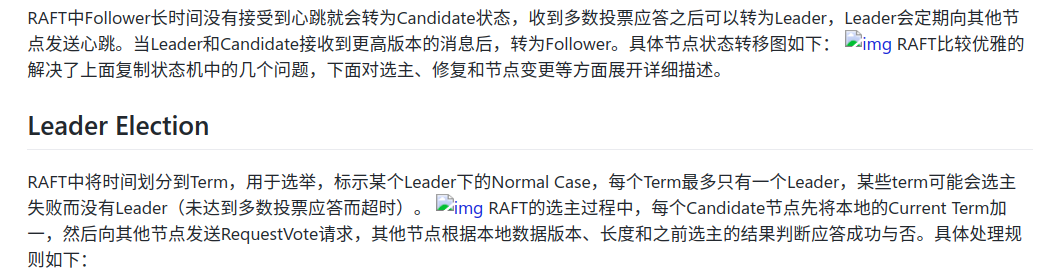 RAFT中Follower长时间没有接受到心跳就会转为Candidate状态，收到多数投票应答之后可以转为Leader，Leader会定期向其他节
点发送心跳。当Leader和Candidate接收到更高版本的消息后，转为Follower。具体节点状态转移图如下： img RAFT比较优雅的
解决了上面复制状态机中的几个问题，下面对选主、修复和节点变更等方面展开详细描述。
Leader Election
RAFT中将时间划分到Term，用于选举，标示某个Leader下的Normal Case，每个Term最多只有一个Leader，某些term可能会选主
失败而没有Leader（未达到多数投票应答而超时）。 img RAFT的选主过程中，每个Candidate节点先将本地的Current Term加
一，然后向其他节点发送RequestVote请求，其他节点根据本地数据版本、长度和之前选主的结果判断应答成功与否。具体处理规
则如下：